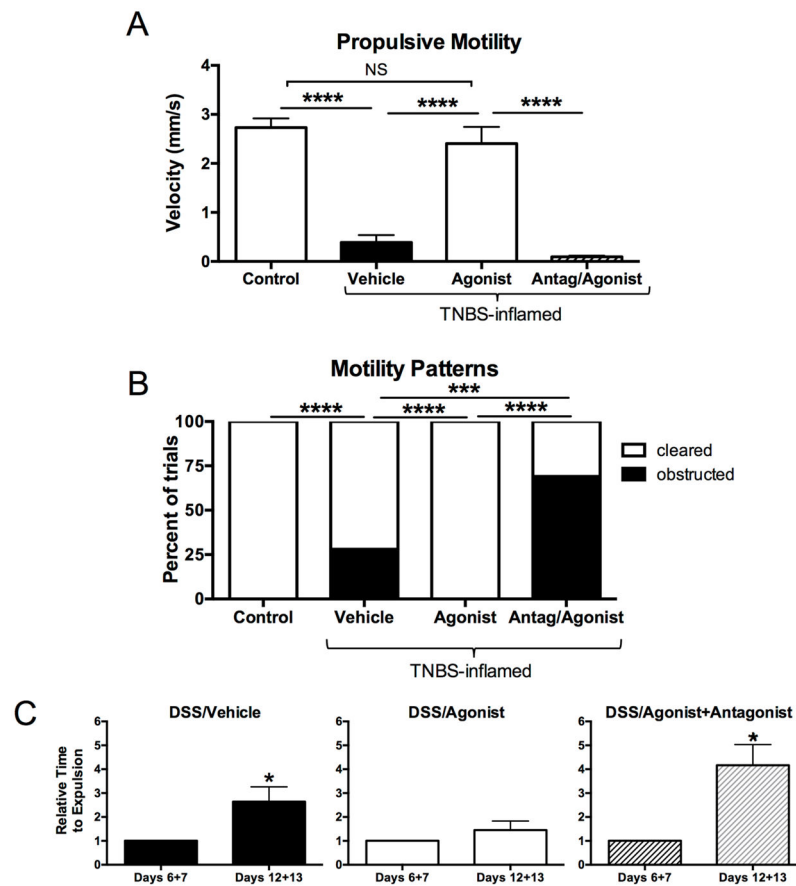 A
Propulsive Motility
NS
**** **** ****
Velocity (mm/s)
4
3
2
1
0
Control Vehicle Agonist Antag/Agonist
TNBS-inflamed
B
Motility Patterns
***
**** **** ****
Percent of trials
100
75
50
25
0
cleared
obstructed
Control Vehicle Agonist Antag/Agonist
TNBS-inflamed
C
DSS/Vehicle DSS/Agonist DSS/Agonist+Antagonist
Relative Time
to Expulsion
6 6 6
5 5 5
4 4 4
3 3 3
2 2 2
1 1 1
0 0 0
* *
Days 6+7 Days 12+13 Days 6+7 Days 12+13 Days 6+7 Days 12+13